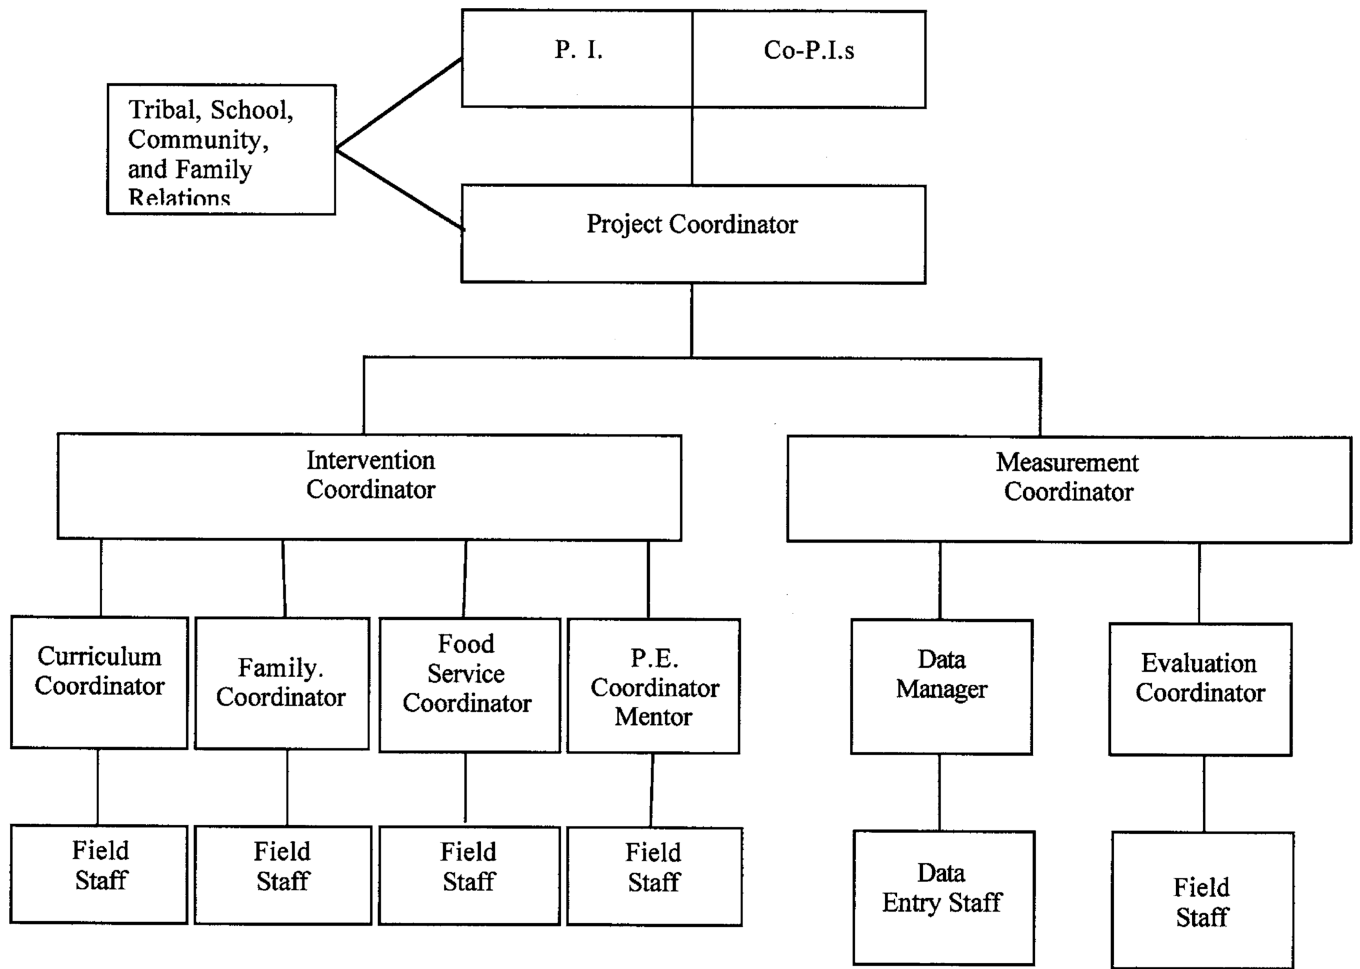 P. I.
Co-P.I.s
Tribal, School,
Community,
and Family
Relations
Project Coordinator
Intervention
Coordinator
Measurement
Coordinator
Curriculum
Coordinator
Family.
Coordinator
Food
Service
Coordinator
P.E.
Coordinator
Mentor
Data
Manager
Evaluation
Coordinator
Field
Staff
Field
Staff
Field
Staff
Field
Staff
Data
Entry Staff
Field
Staff